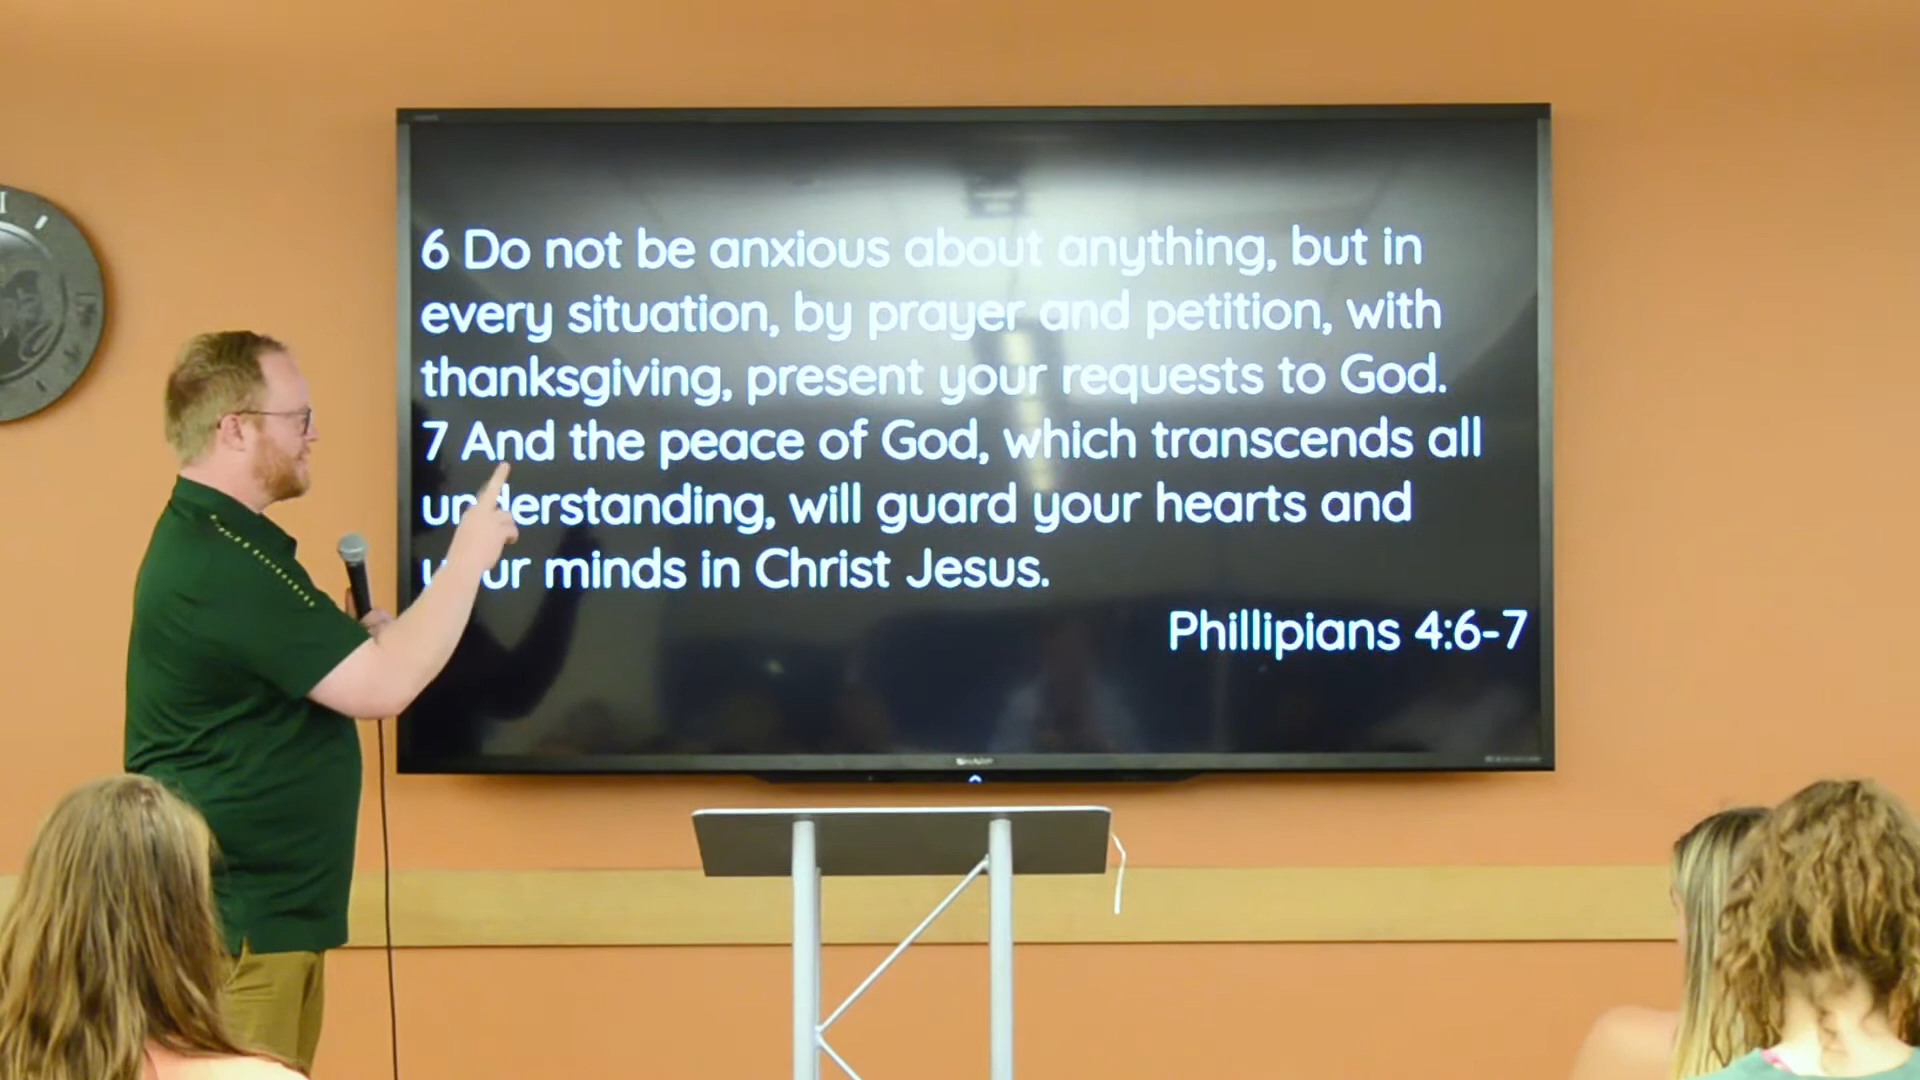 6 Do not be anxious about anything, but in
every situation, by prayer and petition, with
thanksgiving, present your requests to God.
7 And the peace of God, which transcends all
understanding, will guard your hearts and
your minds in Christ Jesus.
Phillipians 4:6-7
SHARP